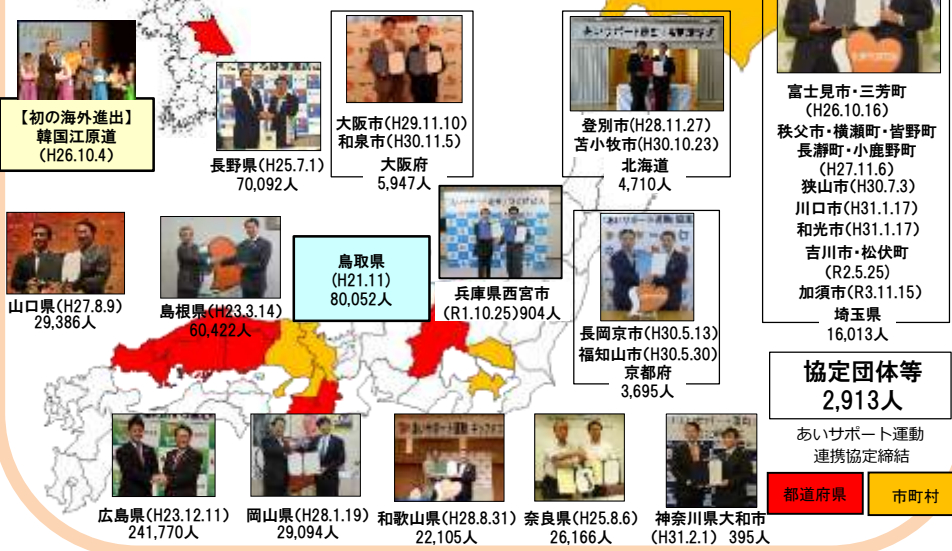 【初の海外進出】
韓国江原道
(H26.10.4)
長野県(H25.7.1)
70,092人
大阪市(H29.11.10)
和泉市(H30.11.5)
大阪府
5,947人
登別市(H28.11.27)
苫小牧市(H30.10.23)
北海道
4,710人
富士見市・三芳町
(H26.10.16)
秩父市・横瀬町・皆野町
長瀞町・小鹿野町
(H27.11.6)
狭山市(H30.7.3)
川口市(H31.1.17)
和光市(H31.1.17)
吉川市・松伏町
(R2.5.25)
加須市(R3.11.15)
埼玉県
16,013人
山口県(H27.8.9)
29,386人
島根県(H23.3.14)
60,422人
鳥取県
(H21.11)
80,052人
兵庫県西宮市
(R1.10.25)904人
長岡京市(H30.5.13)
福知山市(H30.5.30)
京都府
3,695人
協定団体等
2,913人
あいサポート運動
連携協定締結
都道府県
市町村
広島県(H23.12.11)
241,770人
岡山県(H28.1.19)
29,094人
和歌山県(H28.8.31)
22,105人
奈良県(H25.8.6)
26,166人
神奈川県大和市
(H31.2.1) 395人